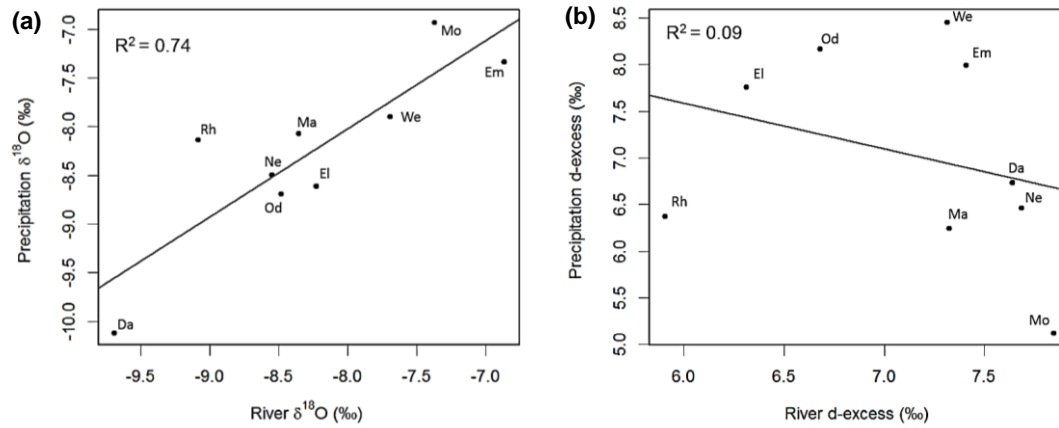 (a)
R² = 0.74
Precipitation δ¹⁸O (‰)
-7.0
-7.5
-8.0
-8.5
-9.0
-9.5
-10.0
Mo
Em
We
Rh
Ma
Ne
El
Od
Da
-9.5 -9.0 -8.5 -8.0 -7.5 -7.0
River δ¹⁸O (‰)
(b)
R² = 0.09
Precipitation d-excess (‰)
8.5
8.0
7.5
7.0
6.5
6.0
5.5
5.0
We
Od
Em
El
Da
Rh
Ne
Ma
Mo
6.0 6.5 7.0 7.5
River d-excess (‰)